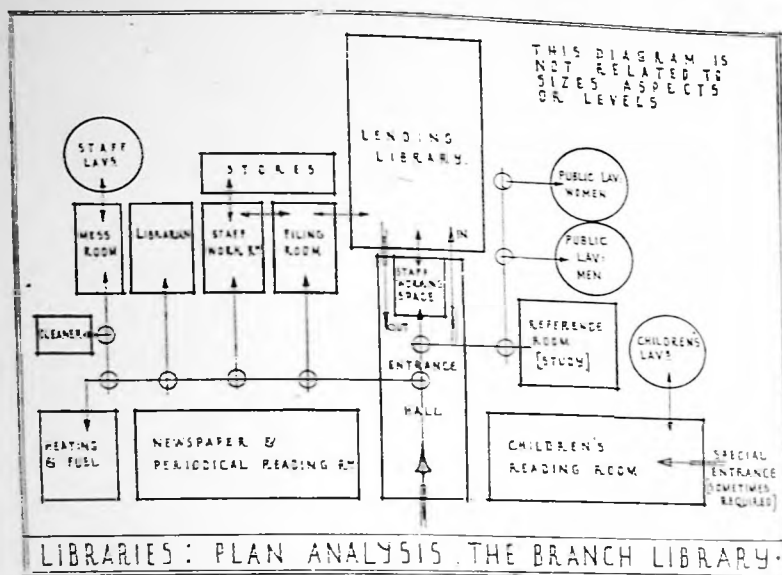 THIS DIAGRAM IS
NOT RELATED TO
SIZES ASPECTS
OR LEVELS
LENDING
LIBRARY.
STAFF
LAVS
STORES
PUBLIC LAV:
WOMEN
PUBLIC
LAV:
MEN
MESS
ROOM
LIBRARIAN
STAFF
WORK RM
FILING
ROOM
IN
STAFF
WORKING
SPACE
OUT
CLEANER
REFERENCE
ROOM
[STUDY]
CHILDREN'S
LAVS
ENTRANCE
HALL
HEATING
& FUEL
NEWSPAPER &
PERIODICAL READING RM
CHILDREN'S
READING ROOM
SPECIAL
ENTRANCE
[SOMETIMES
REQUIRED]
LIBRARIES: PLAN ANALYSIS. THE BRANCH LIBRARY.